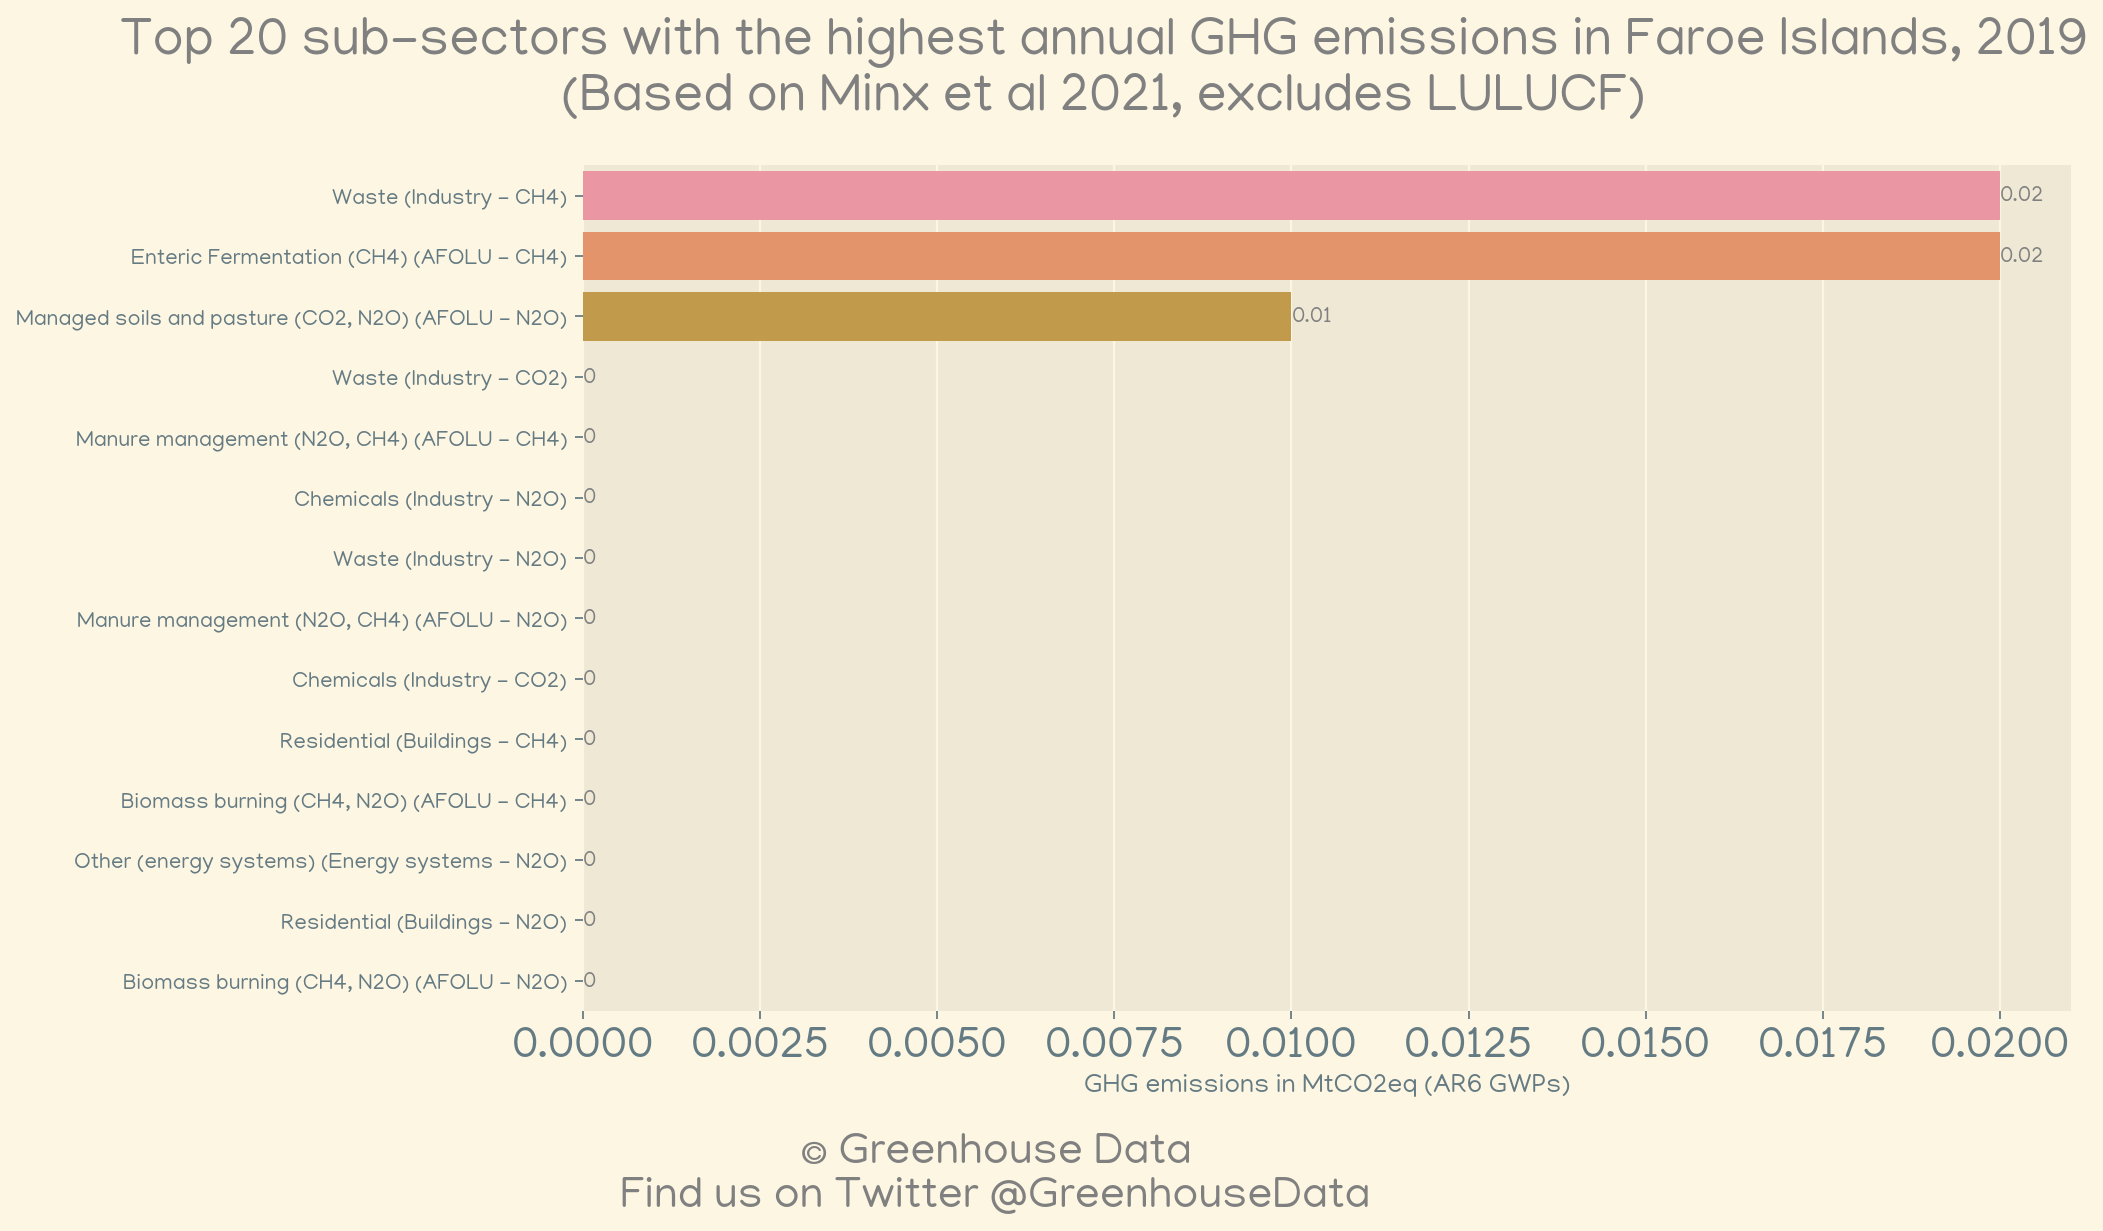 Top 20 sub-sectors with the highest annual GHG emissions in Faroe Islands, 2019
(Based on Minx et al 2021, excludes LULUCF)
Waste (Industry - CH4) 0.02
Enteric Fermentation (CH4) (AFOLU - CH4) 0.02
Managed soils and pasture (CO2, N2O) (AFOLU - N2O) 0.01
Waste (Industry - CO2) 0
Manure management (N2O, CH4) (AFOLU - CH4) 0
Chemicals (Industry - N2O) 0
Waste (Industry - N2O) 0
Manure management (N2O, CH4) (AFOLU - N2O) 0
Chemicals (Industry - CO2) 0
Residential (Buildings - CH4) 0
Biomass burning (CH4, N2O) (AFOLU - CH4) 0
Other (energy systems) (Energy systems - N2O) 0
Residential (Buildings - N2O) 0
Biomass burning (CH4, N2O) (AFOLU - N2O) 0
0.0000 0.0025 0.0050 0.0075 0.0100 0.0125 0.0150 0.0175 0.0200
GHG emissions in MtCO2eq (AR6 GWPs)
© Greenhouse Data
Find us on Twitter @GreenhouseData